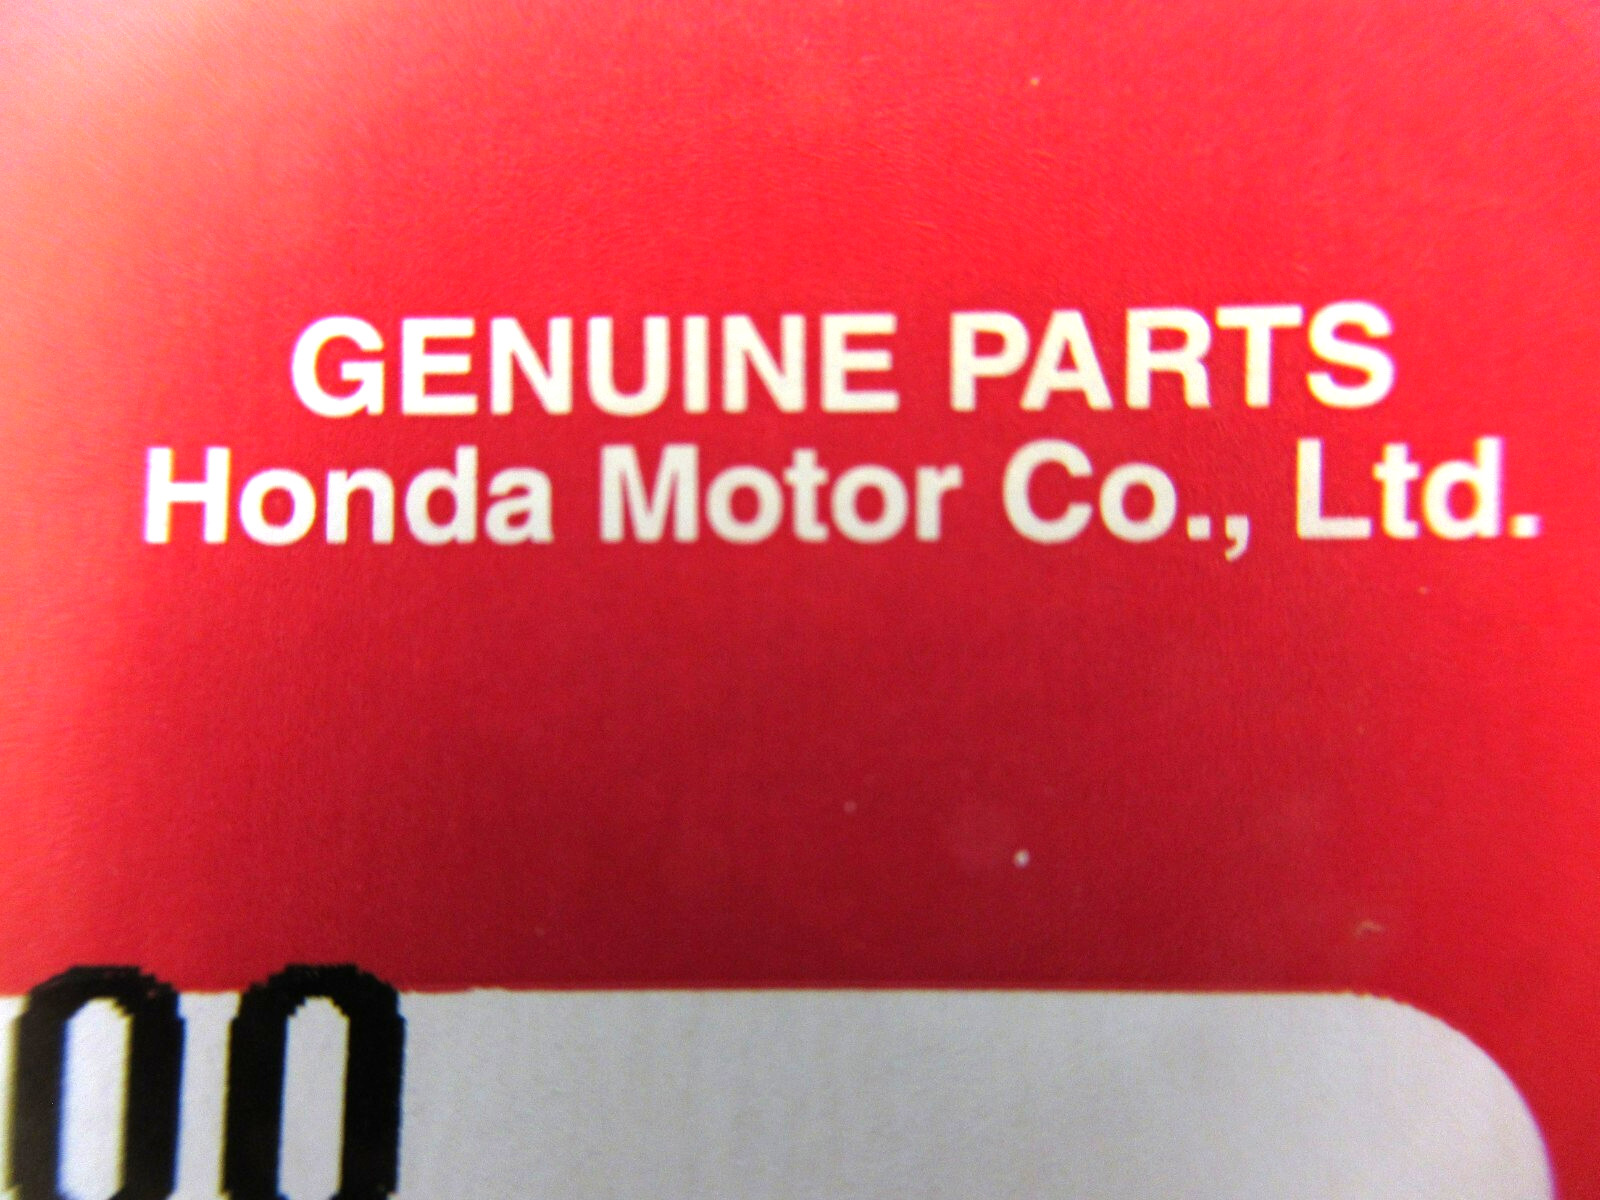 GENUINE PARTS
Honda Motor Co., Ltd.
00